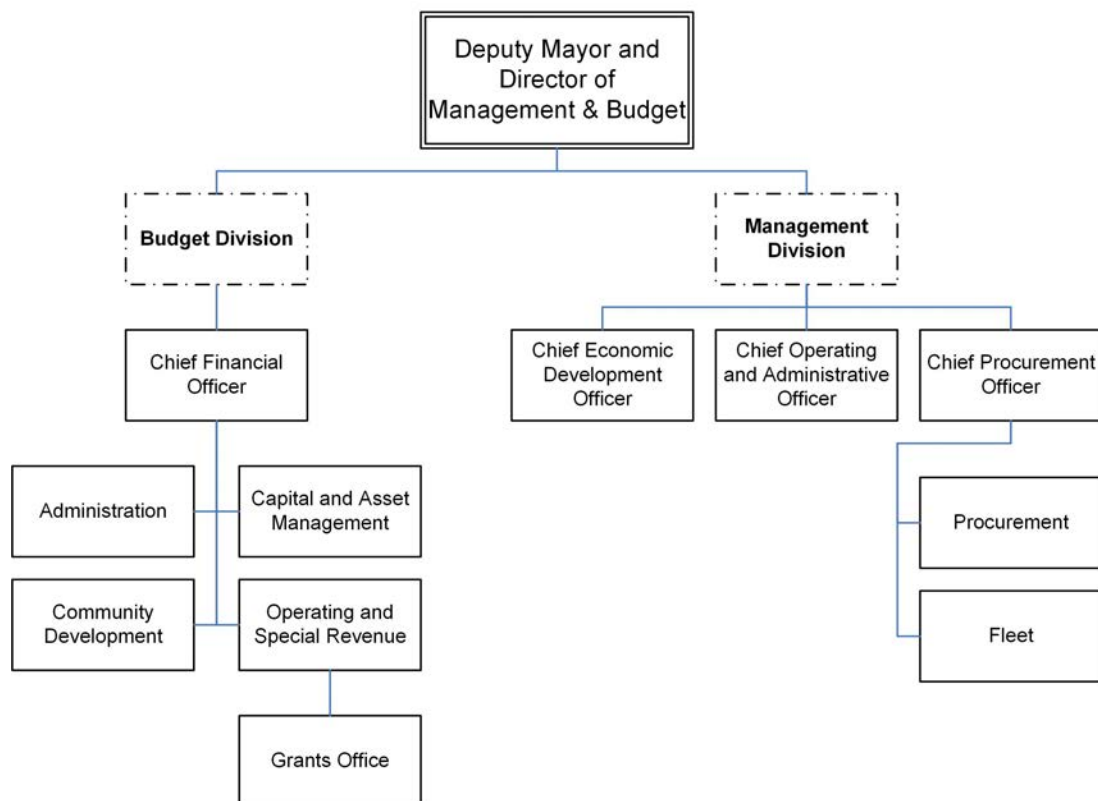 Deputy Mayor and
Director of
Management & Budget
Budget Division
Management
Division
Chief Financial
Officer
Chief Economic
Development
Officer
Chief Operating
and Administrative
Officer
Chief Procurement
Officer
Administration
Capital and Asset
Management
Procurement
Community
Development
Operating and
Special Revenue
Fleet
Grants Office